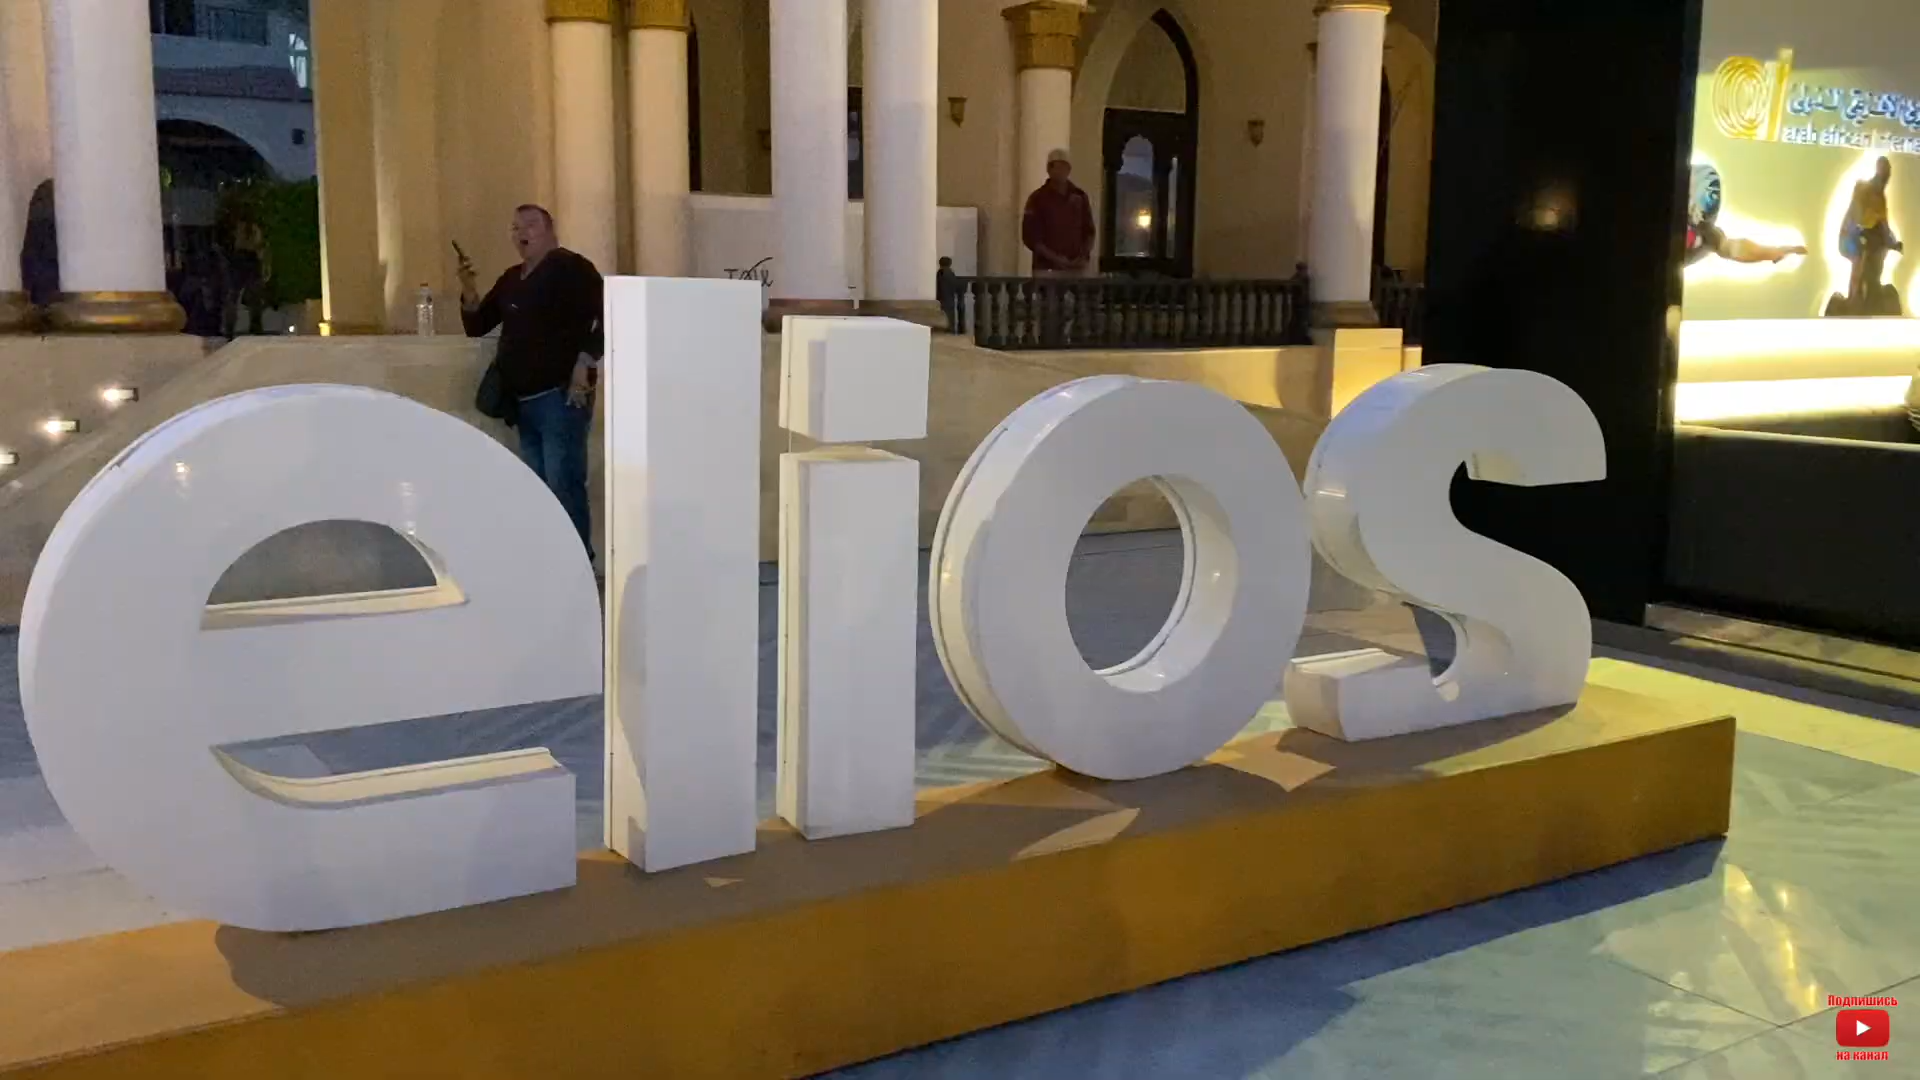 elios
arab african
Подпишись
на канал